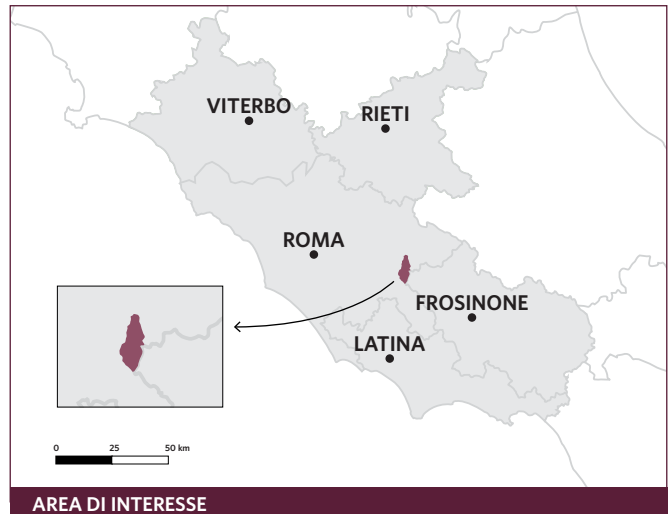 VITERBO
RIETI
ROMA
FROSINONE
LATINA
0 25 50 km
AREA DI INTERESSE